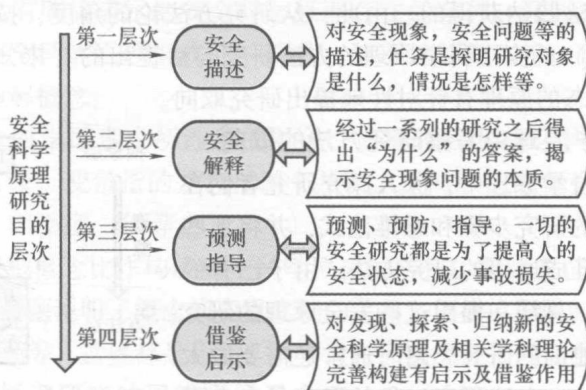 安全
科学
原理
研究
目的
层次
第一层次
安全
描述
对安全现象，安全问题等的
描述，任务是探明研究对象
是什么，情况是怎样等。
第二层次
安全
解释
经过一系列的研究之后得
出“为什么”的答案，揭
示安全现象问题的本质。
第三层次
预测
指导
预测、预防、指导。一切的
安全研究都是为了提高人的
安全状态，减少事故损失
第四层次
借鉴
启示
对发现、探索、归纳新的安
全科学原理及相关学科理论
完善构建有启示及借鉴作用